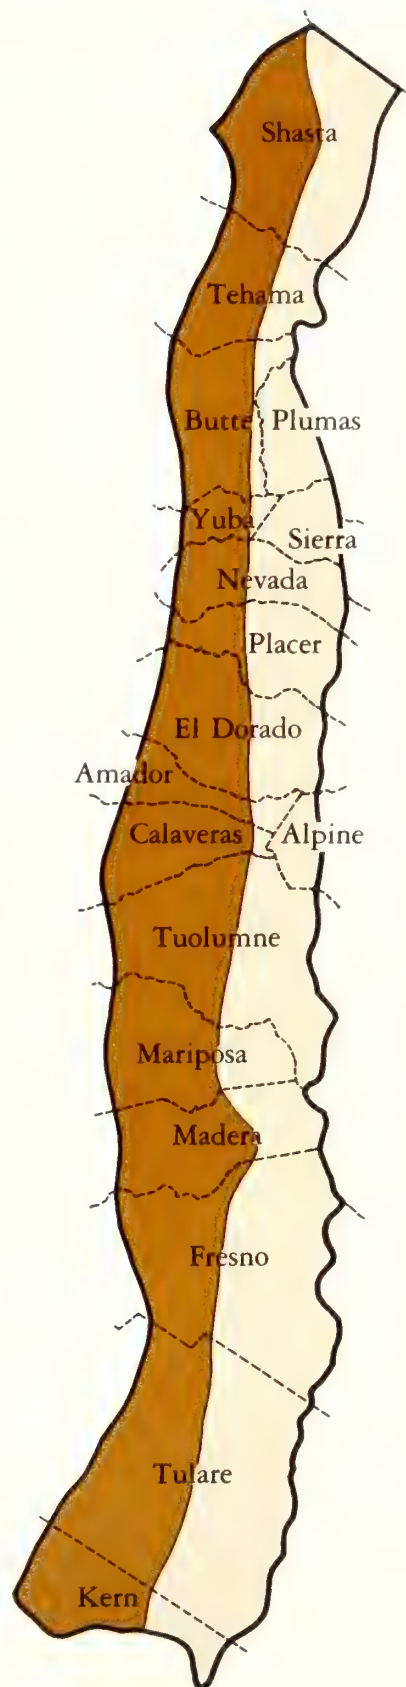 Shasta
Tehama
Butte
Plumas
Yuba
Sierra
Nevada
Placer
El Dorado
Amador
Calaveras
Alpine
Tuolumne
Mariposa
Madera
Fresno
Tulare
Kern